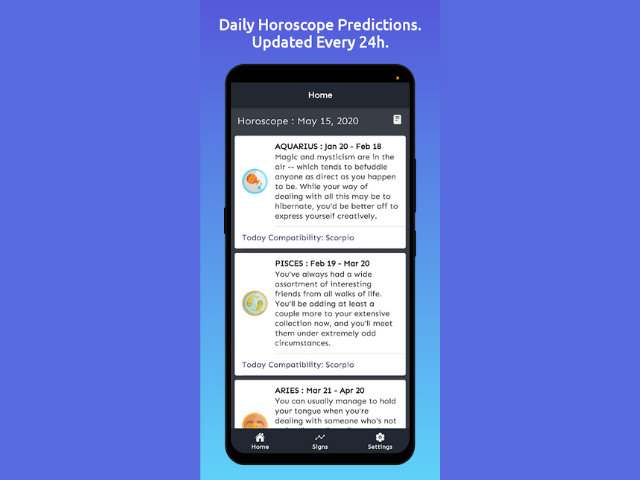 Daily Horoscope Predictions.
Updated Every 24h.
Home
Horoscope : May 15, 2020
AQUARIUS : Jan 20 - Feb 18
Magic and mysticism are in the
air -- which tends to befuddle
anyone as direct as you happen
to be. While your way of
dealing with all this may be to
hibernate, you'd be better off to
express yourself creatively.
Today Compatibility: Scorpio
PISCES : Feb 19 - Mar 20
You've always had a wide
assortment of interesting
friends from all walks of life.
You'll be adding at least a
couple more to your extensive
collection now, and you'll meet
them under extremely odd
circumstances.
Today Compatibility: Scorpio
ARIES : Mar 21 - Apr 20
You can usually manage to hold
your tongue when you're
dealing with someone who's not
Home
Signs
Settings